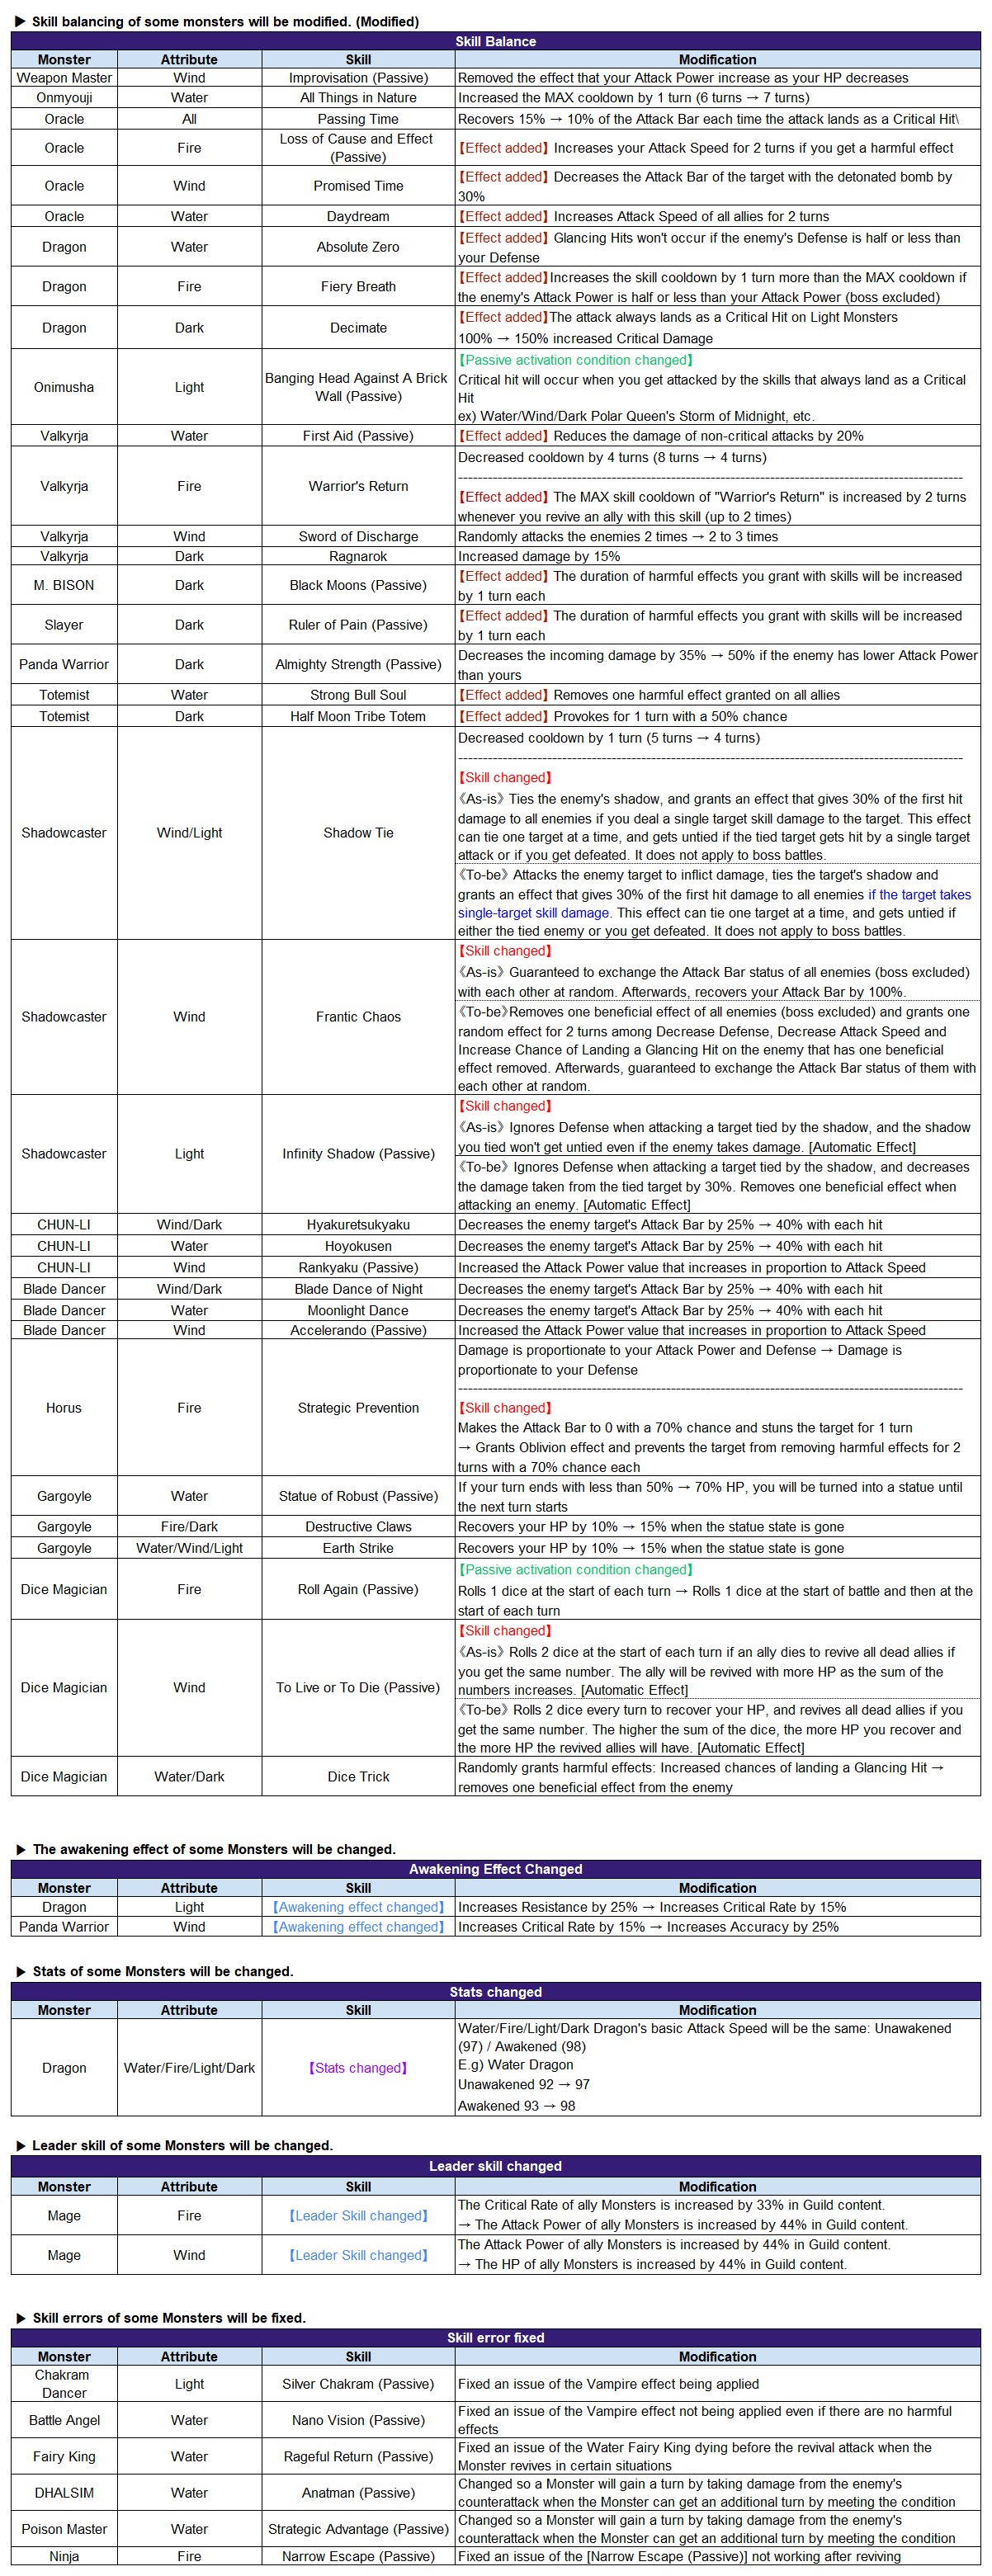 ▶ Skill balancing of some monsters will be modified. (Modified)
Skill Balance
Monster Attribute Skill Modification
Weapon Master Wind Improvisation (Passive) Removed the effect that your Attack Power increase as your HP decreases
Onmyouji Water All Things in Nature Increased the MAX cooldown by 1 turn (6 turns → 7 turns)
Oracle All Passing Time Recovers 15% → 10% of the Attack Bar each time the attack lands as a Critical Hit\
Oracle Fire Loss of Cause and Effect
(Passive)
【Effect added】 Increases your Attack Speed for 2 turns if you get a harmful effect
Oracle Wind Promised Time 【Effect added】 Decreases the Attack Bar of the target with the detonated bomb by
30%
Oracle Water Daydream 【Effect added】 Increases Attack Speed of all allies for 2 turns
Dragon Water Absolute Zero 【Effect added】 Glancing Hits won't occur if the enemy's Defense is half or less than
your Defense
Dragon Fire Fiery Breath 【Effect added】Increases the skill cooldown by 1 turn more than the MAX cooldown if
the enemy's Attack Power is half or less than your Attack Power (boss excluded)
Dragon Dark Decimate 【Effect added】The attack always lands as a Critical Hit on Light Monsters
100% → 150% increased Critical Damage
Onimusha Light Banging Head Against A Brick
Wall (Passive)
【Passive activation condition changed】
Critical hit will occur when you get attacked by the skills that always land as a Critical
Hit
ex) Water/Wind/Dark Polar Queen's Storm of Midnight, etc.
Valkyrja Water First Aid (Passive) 【Effect added】 Reduces the damage of non-critical attacks by 20%
Valkyrja Fire Warrior's Return Decreased cooldown by 4 turns (8 turns → 4 turns)
----------------------------------------------------------------------------------------------------
【Effect added】 The MAX skill cooldown of "Warrior's Return" is increased by 2 turns
whenever you revive an ally with this skill (up to 2 times)
Valkyrja Wind Sword of Discharge Randomly attacks the enemies 2 times → 2 to 3 times
Valkyrja Dark Ragnarok Increased damage by 15%
M. BISON Dark Black Moons (Passive) 【Effect added】 The duration of harmful effects you grant with skills will be increased
by 1 turn each
Slayer Dark Ruler of Pain (Passive) 【Effect added】 The duration of harmful effects you grant with skills will be increased
by 1 turn each
Panda Warrior Dark Almighty Strength (Passive) Decreases the incoming damage by 35% → 50% if the enemy has lower Attack Power
than yours
Totemist Water Strong Bull Soul 【Effect added】 Removes one harmful effect granted on all allies
Totemist Dark Half Moon Tribe Totem 【Effect added】 Provokes for 1 turn with a 50% chance
Shadowcaster Wind/Light Shadow Tie Decreased cooldown by 1 turn (5 turns → 4 turns)
----------------------------------------------------------------------------------------------------
【Skill changed】
《As-is》 Ties the enemy's shadow, and grants an effect that gives 30% of the first hit
damage to all enemies if you deal a single target skill damage to the target. This effect
can tie one target at a time, and gets untied if the tied target gets hit by a single target
attack or if you get defeated. It does not apply to boss battles.
《To-be》 Attacks the enemy target to inflict damage, ties the target's shadow and
grants an effect that gives 30% of the first hit damage to all enemies if the target takes
single-target skill damage. This effect can tie one target at a time, and gets untied if
either the tied enemy or you get defeated. It does not apply to boss battles.
Shadowcaster Wind Frantic Chaos 【Skill changed】
《As-is》 Guaranteed to exchange the Attack Bar status of all enemies (boss excluded)
with each other at random. Afterwards, recovers your Attack Bar by 100%.
《To-be》Removes one beneficial effect of all enemies (boss excluded) and grants one
random effect for 2 turns among Decrease Defense, Decrease Attack Speed and
Increase Chance of Landing a Glancing Hit on the enemy that has one beneficial
effect removed. Afterwards, guaranteed to exchange the Attack Bar status of them with
each other at random.
Shadowcaster Light Infinity Shadow (Passive) 【Skill changed】
《As-is》 Ignores Defense when attacking a target tied by the shadow, and the shadow
you tied won't get untied even if the enemy takes damage. [Automatic Effect]
《To-be》 Ignores Defense when attacking a target tied by the shadow, and decreases
the damage taken from the tied target by 30%. Removes one beneficial effect when
attacking an enemy. [Automatic Effect]
CHUN-LI Wind/Dark Hyakuretsukyaku Decreases the enemy target's Attack Bar by 25% → 40% with each hit
CHUN-LI Water Hoyokusen Decreases the enemy target's Attack Bar by 25% → 40% with each hit
CHUN-LI Wind Rankyaku (Passive) Increased the Attack Power value that increases in proportion to Attack Speed
Blade Dancer Wind/Dark Blade Dance of Night Decreases the enemy target's Attack Bar by 25% → 40% with each hit
Blade Dancer Water Moonlight Dance Decreases the enemy target's Attack Bar by 25% → 40% with each hit
Blade Dancer Wind Accelerando (Passive) Increased the Attack Power value that increases in proportion to Attack Speed
Horus Fire Strategic Prevention Damage is proportionate to your Attack Power and Defense → Damage is
proportionate to your Defense
----------------------------------------------------------------------------------------------------
【Skill changed】
Makes the Attack Bar to 0 with a 70% chance and stuns the target for 1 turn
→ Grants Oblivion effect and prevents the target from removing harmful effects for 2
turns with a 70% chance each
Gargoyle Water Statue of Robust (Passive) If your turn ends with less than 50% → 70% HP, you will be turned into a statue until
the next turn starts
Gargoyle Fire/Dark Destructive Claws Recovers your HP by 10% → 15% when the statue state is gone
Gargoyle Water/Wind/Light Earth Strike Recovers your HP by 10% → 15% when the statue state is gone
Dice Magician Fire Roll Again (Passive) 【Passive activation condition changed】
Rolls 1 dice at the start of each turn → Rolls 1 dice at the start of battle and then at the
start of each turn
Dice Magician Wind To Live or To Die (Passive) 【Skill changed】
《As-is》 Rolls 2 dice at the start of each turn if an ally dies to revive all dead allies if
you get the same number. The ally will be revived with more HP as the sum of the
numbers increases. [Automatic Effect]
《To-be》 Rolls 2 dice every turn to recover your HP, and revives all dead allies if you
get the same number. The higher the sum of the dice, the more HP you recover and
the more HP the revived allies will have. [Automatic Effect]
Dice Magician Water/Dark Dice Trick Randomly grants harmful effects: Increased chances of landing a Glancing Hit →
removes one beneficial effect from the enemy
▶ The awakening effect of some Monsters will be changed.
Awakening Effect Changed
Monster Attribute Skill Modification
Dragon Light 【Awakening effect changed】 Increases Resistance by 25% → Increases Critical Rate by 15%
Panda Warrior Wind 【Awakening effect changed】 Increases Critical Rate by 15% → Increases Accuracy by 25%
▶ Stats of some Monsters will be changed.
Stats changed
Monster Attribute Skill Modification
Dragon Water/Fire/Light/Dark 【Stats changed】 Water/Fire/Light/Dark Dragon's basic Attack Speed will be the same: Unawakened
(97) / Awakened (98)
E.g) Water Dragon
Unawakened 92 → 97
Awakened 93 → 98
▶ Leader skill of some Monsters will be changed.
Leader skill changed
Monster Attribute Skill Modification
Mage Fire 【Leader Skill changed】 The Critical Rate of ally Monsters is increased by 33% in Guild content.
→ The Attack Power of ally Monsters is increased by 44% in Guild content.
Mage Wind 【Leader Skill changed】 The Attack Power of ally Monsters is increased by 44% in Guild content.
→ The HP of ally Monsters is increased by 44% in Guild content.
▶ Skill errors of some Monsters will be fixed.
Skill error fixed
Monster Attribute Skill Modification
Chakram
Dancer
Light Silver Chakram (Passive) Fixed an issue of the Vampire effect being applied
Battle Angel Water Nano Vision (Passive) Fixed an issue of the Vampire effect not being applied even if there are no harmful
effects
Fairy King Water Rageful Return (Passive) Fixed an issue of the Water Fairy King dying before the revival attack when the
Monster revives in certain situations
DHALSIM Water Anatman (Passive) Changed so a Monster will gain a turn by taking damage from the enemy's
counterattack when the Monster can get an additional turn by meeting the condition
Poison Master Water Strategic Advantage (Passive) Changed so a Monster will gain a turn by taking damage from the enemy's
counterattack when the Monster can get an additional turn by meeting the condition
Ninja Fire Narrow Escape (Passive) Fixed an issue of the [Narrow Escape (Passive)] not working after reviving